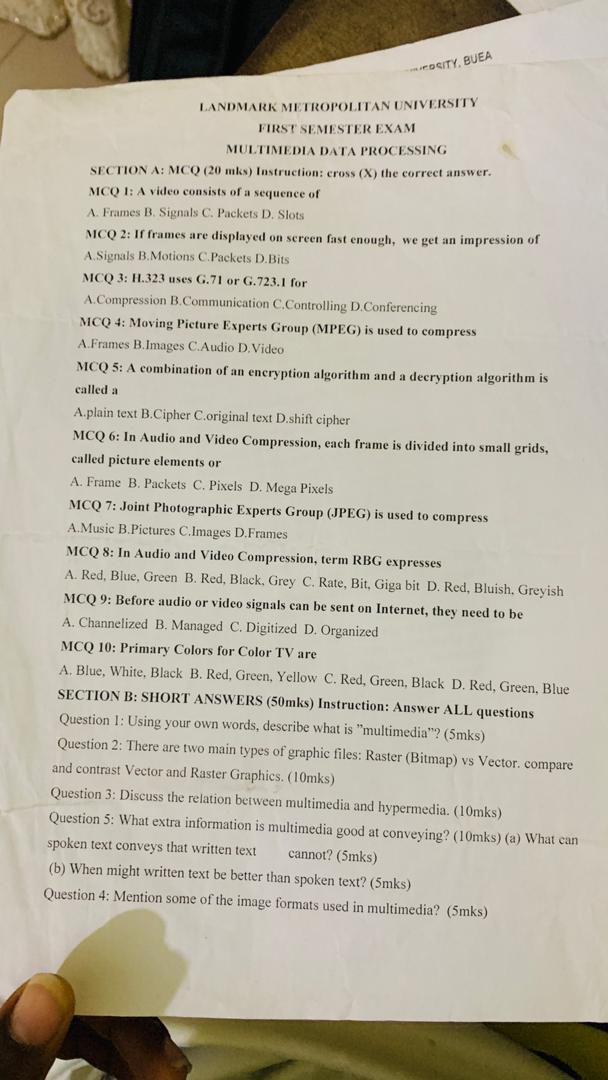 VERSITY, BUEA
LANDMARK METROPOLITAN UNIVERSITY
FIRST SEMESTER EXAM
MULTIMEDIA DATA PROCESSING
SECTION A: MCQ (20 mks) Instruction: cross (X) the correct answer.
MCQ 1: A video consists of a sequence of
A. Frames B. Signals C. Packets D. Slots
MCQ 2: If frames are displayed on screen fast enough, we get an impression of
A.Signals B.Motions C.Packets D.Bits
MCQ 3: H.323 uses G.71 or G.723.1 for
A.Compression B.Communication C.Controlling D.Conferencing
MCQ 4: Moving Picture Experts Group (MPEG) is used to compress
A.Frames B.Images C.Audio D.Video
MCQ 5: A combination of an encryption algorithm and a decryption algorithm is
called a
A.plain text B.Cipher C.original text D.shift cipher
MCQ 6: In Audio and Video Compression, each frame is divided into small grids,
called picture elements or
A. Frame B. Packets C. Pixels D. Mega Pixels
MCQ 7: Joint Photographic Experts Group (JPEG) is used to compress
A.Music B.Pictures C.Images D.Frames
MCQ 8: In Audio and Video Compression, term RBG expresses
A. Red, Blue, Green B. Red, Black, Grey C. Rate, Bit, Giga bit D. Red, Bluish, Greyish
MCQ 9: Before audio or video signals can be sent on Internet, they need to be
A. Channelized B. Managed C. Digitized D. Organized
MCQ 10: Primary Colors for Color TV are
A. Blue, White, Black B. Red, Green, Yellow C. Red, Green, Black D. Red, Green, Blue
SECTION B: SHORT ANSWERS (50mks) Instruction: Answer ALL questions
Question 1: Using your own words, describe what is ”multimedia”? (5mks)
Question 2: There are two main types of graphic files: Raster (Bitmap) vs Vector. compare
and contrast Vector and Raster Graphics. (10mks)
Question 3: Discuss the relation between multimedia and hypermedia. (10mks)
Question 5: What extra information is multimedia good at conveying? (10mks) (a) What can
spoken text conveys that written text cannot? (5mks)
(b) When might written text be better than spoken text? (5mks)
Question 4: Mention some of the image formats used in multimedia? (5mks)